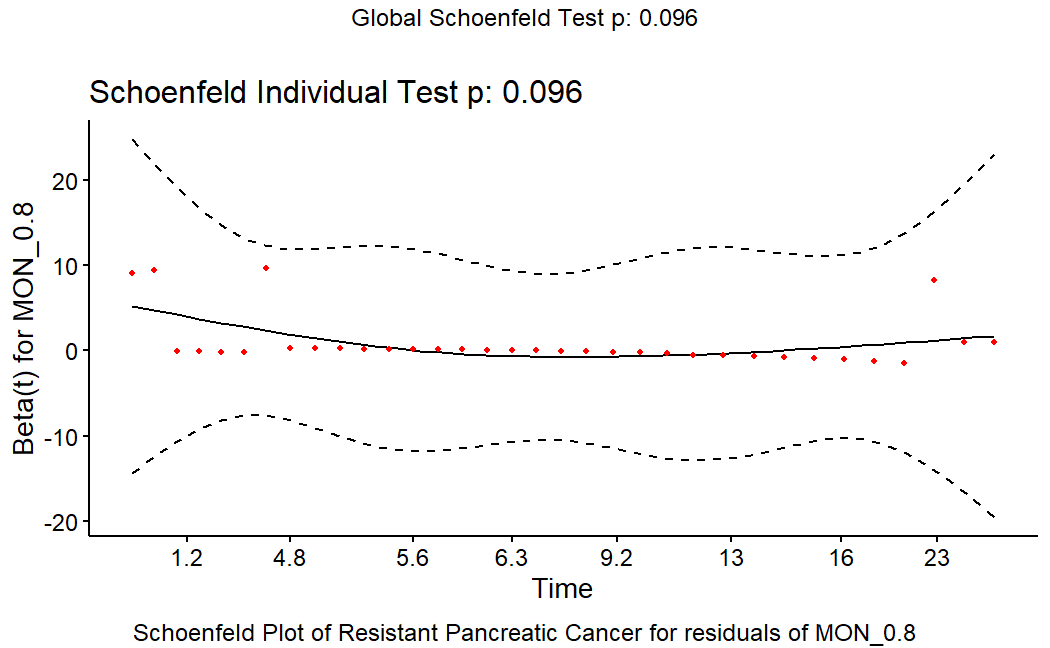 Global Schoenfeld Test p: 0.096
Schoenfeld Individual Test p: 0.096
Beta(t) for MON_0.8
20
10
0
-10
-20
1.2 4.8 5.6 6.3 9.2 13 16 23
Time
Schoenfeld Plot of Resistant Pancreatic Cancer for residuals of MON_0.8